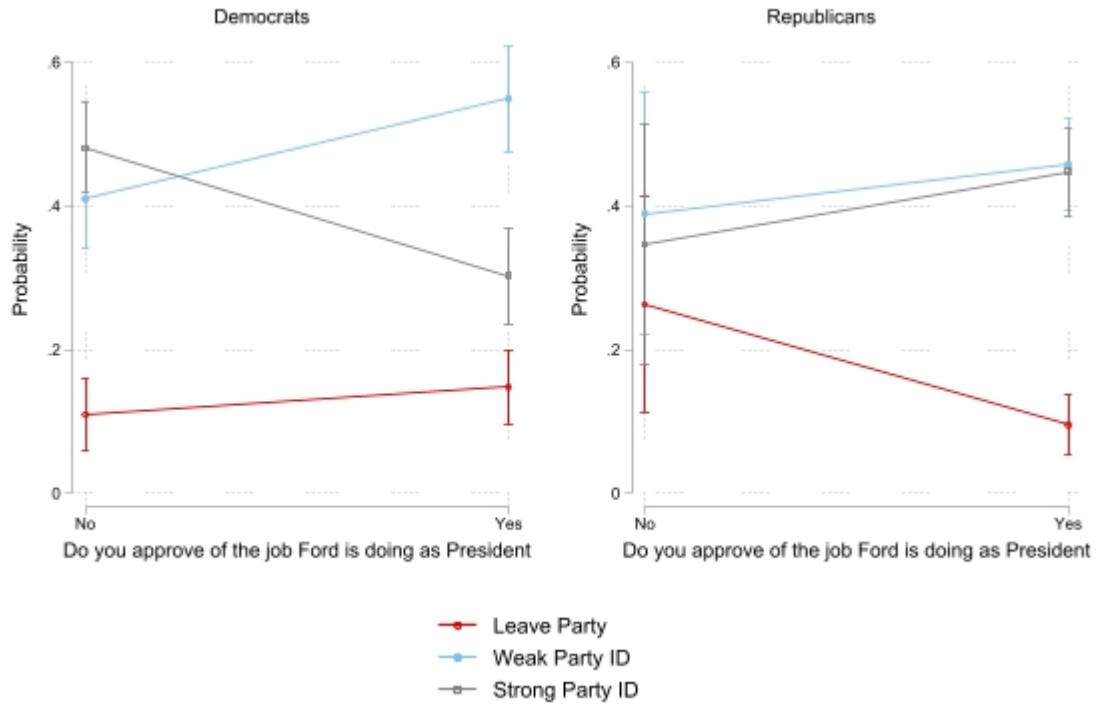 Democrats
Republicans
Probability
.6
.4
.2
0
No
Yes
Do you approve of the job Ford is doing as President
Probability
.6
.4
.2
0
No
Yes
Do you approve of the job Ford is doing as President
Leave Party
Weak Party ID
Strong Party ID